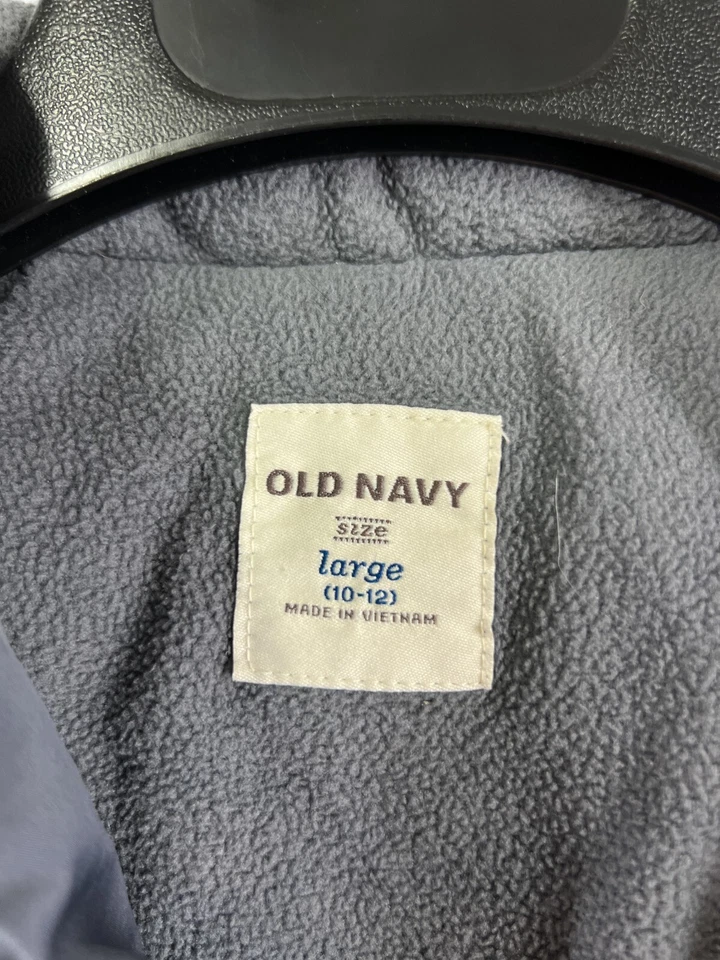 OLD NAVY
size
large
(10-12)
MADE IN VIETNAM